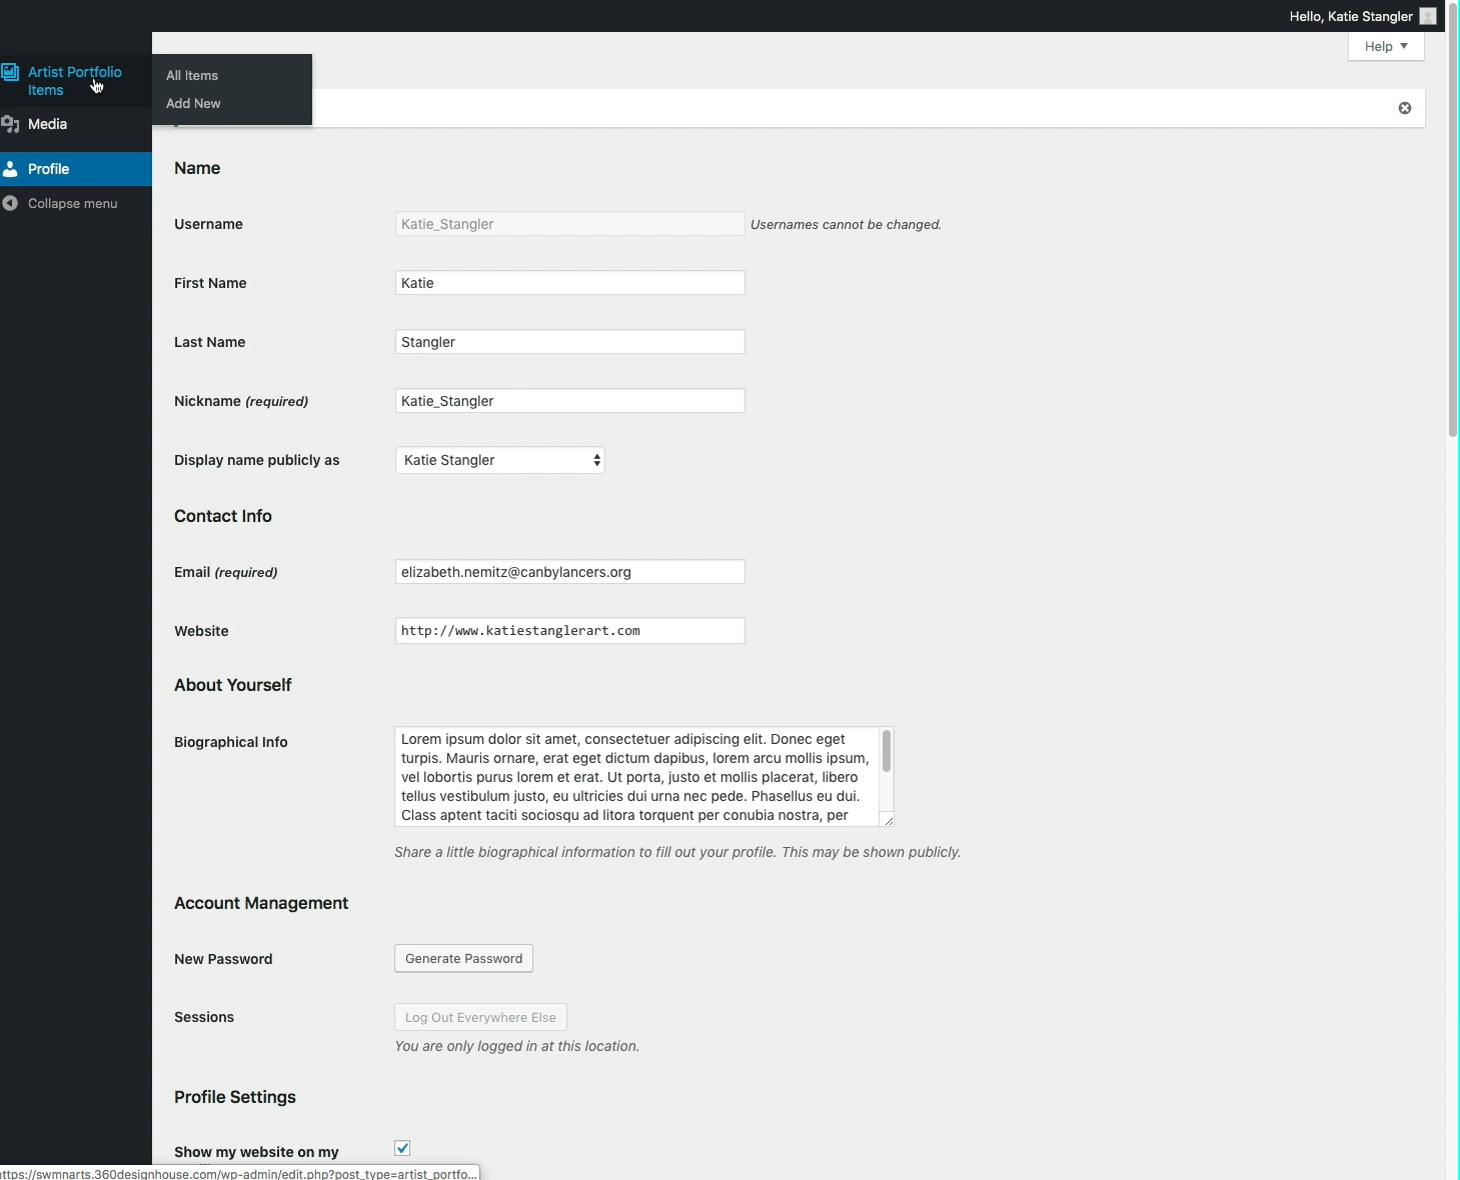 Hello, Katie Stangler
Help
Artist Portfolio
Items
All Items
Add New
Media
Profile
Collapse menu
Name
Username
Katie_Stangler
Usernames cannot be changed.
First Name
Katie
Last Name
Stangler
Nickname (required)
Katie_Stangler
Display name publicly as
Katie Stangler
Contact Info
Email (required)
elizabeth.nemitz@canbylancers.org
Website
http://www.katiestanglerart.com
About Yourself
Biographical Info
Lorem ipsum dolor sit amet, consectetuer adipiscing elit. Donec eget
turpis. Mauris ornare, erat eget dictum dapibus, lorem arcu mollis ipsum,
vel lobortis purus lorem et erat. Ut porta, justo et mollis placerat, libero
tellus vestibulum justo, eu ultricies dui urna nec pede. Phasellus eu dui.
Class aptent taciti sociosqu ad litora torquent per conubia nostra, per
Share a little biographical information to fill out your profile. This may be shown publicly.
Account Management
New Password
Generate Password
Sessions
Log Out Everywhere Else
You are only logged in at this location.
Profile Settings
Show my website on my
ttps://swmnarts.360designhouse.com/wp-admin/edit.php?post_type=artist_portfo...